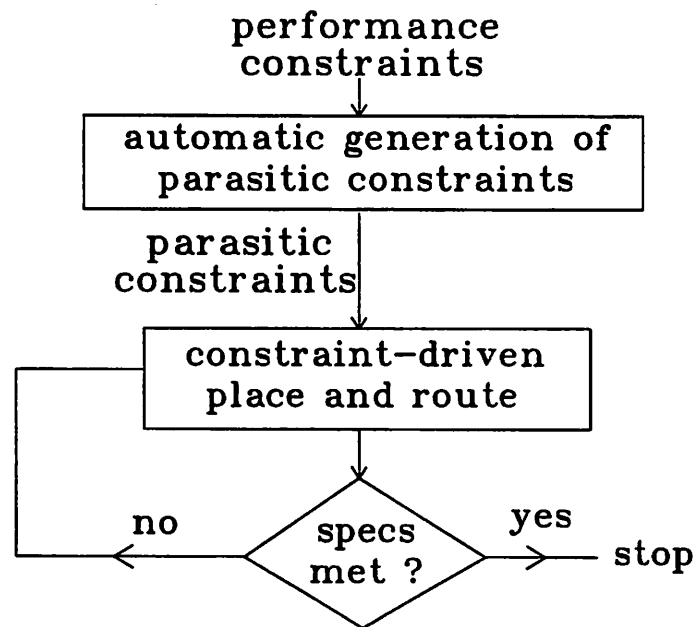 performance
constraints
automatic generation of
parasitic constraints
parasitic
constraints
constraint-driven
place and route
no
specs
met ?
yes
stop